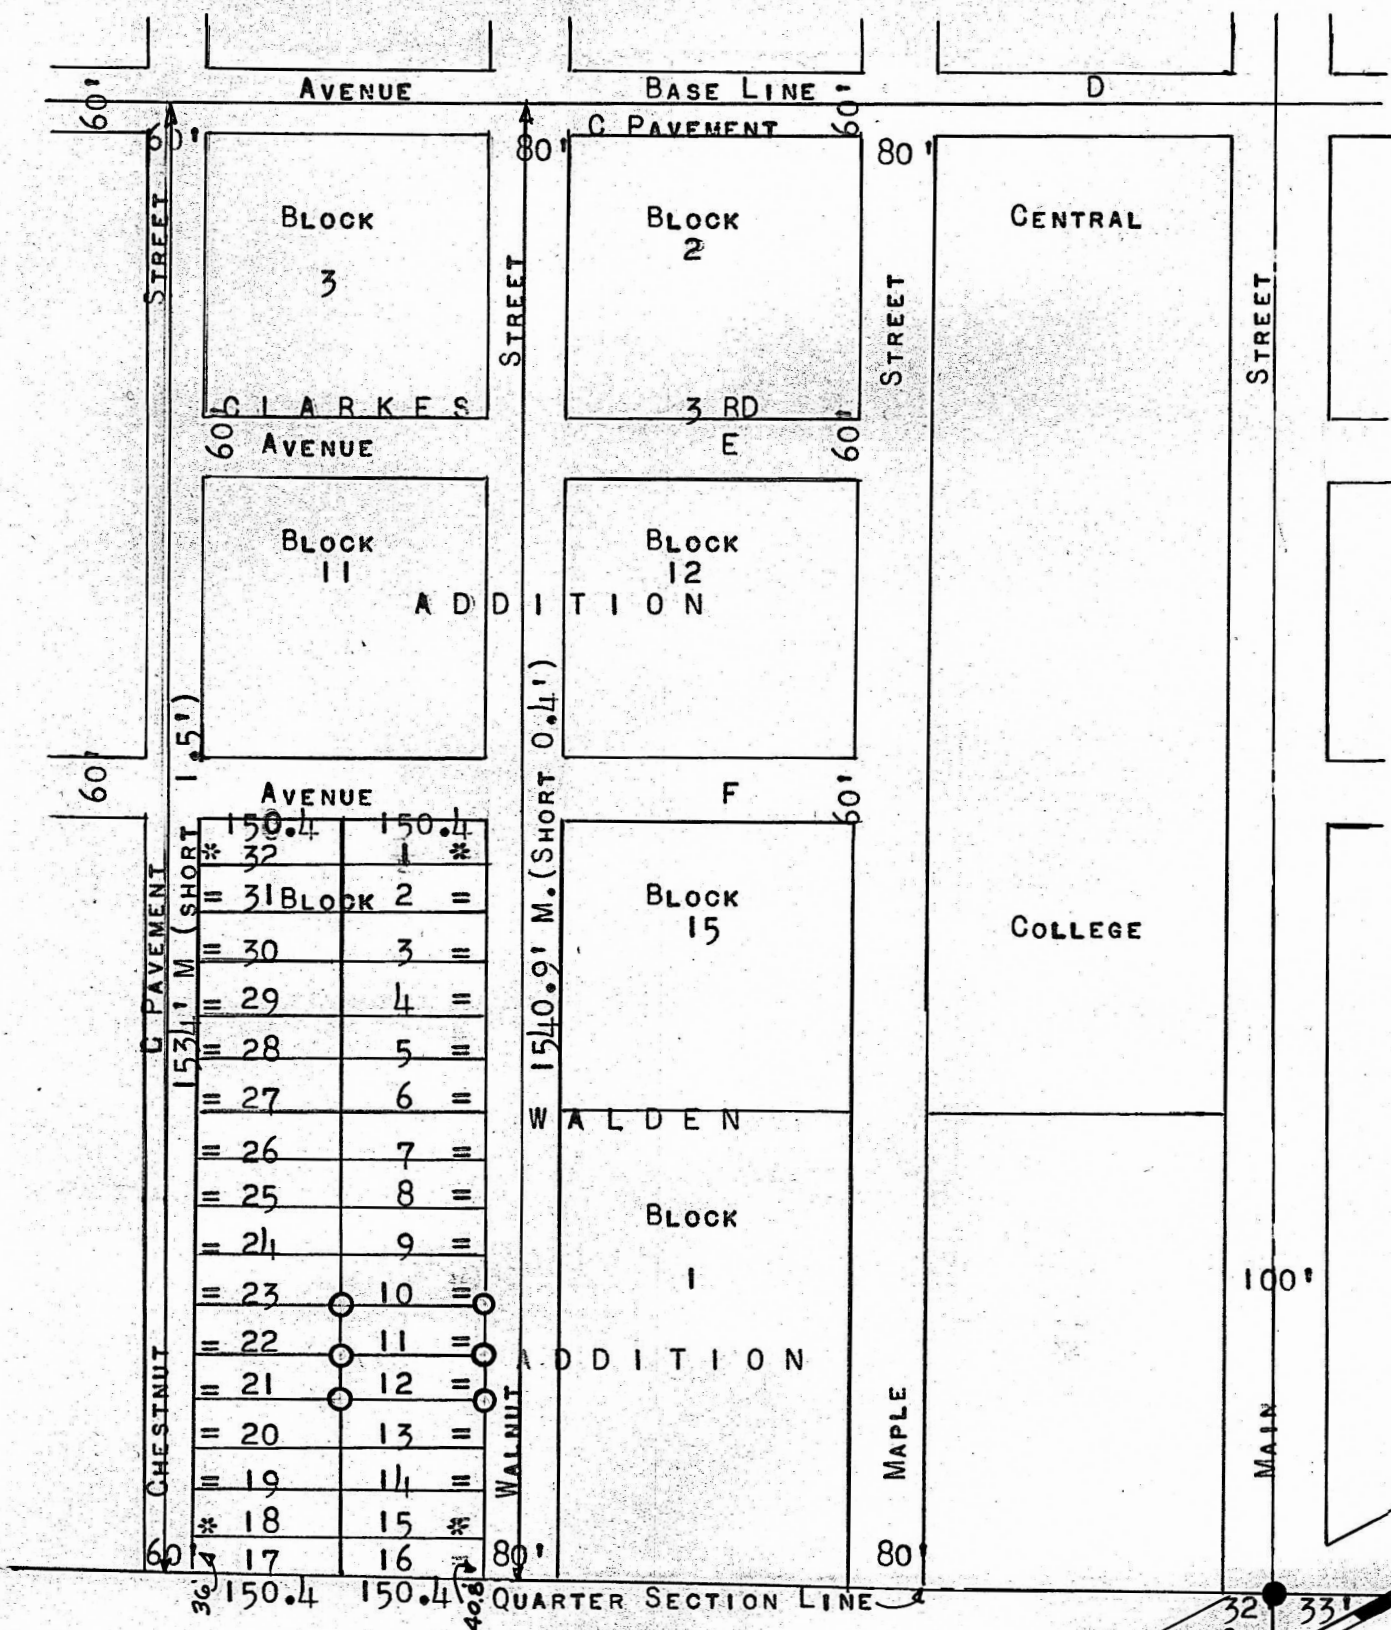 60' AVENUE BASE LINE 60' D
C PAVEMENT
60' 80' 80'
STREET BLOCK BLOCK CENTRAL
3 2
STREET STREET STREET
CLARKES 3 RD
60' AVENUE E 60'
BLOCK BLOCK
11 12
ADDITION
60' AVENUE F 60'
C PAVEMENT
1534' M (SHORT 1.5')
1540.9' M. (SHORT 0.4')
150.4 150.4
* 32 1 *
= 31 BLOCK 2 = BLOCK
15
= 30 3 = COLLEGE
= 29 4 =
= 28 5 =
= 27 6 =
WALDEN
= 26 7 =
= 25 8 = BLOCK
= 24 9 =
= 23 10 = 1 100'
= 22 11 = ADDITION
= 21 12 =
= 20 13 =
CHESTNUT WALNUT MAPLE MAIN
= 19 14 =
* 18 15 *
60' 17 16 80' 80'
36' 150.4 150.4 40.8' QUARTER SECTION LINE
32' 33'